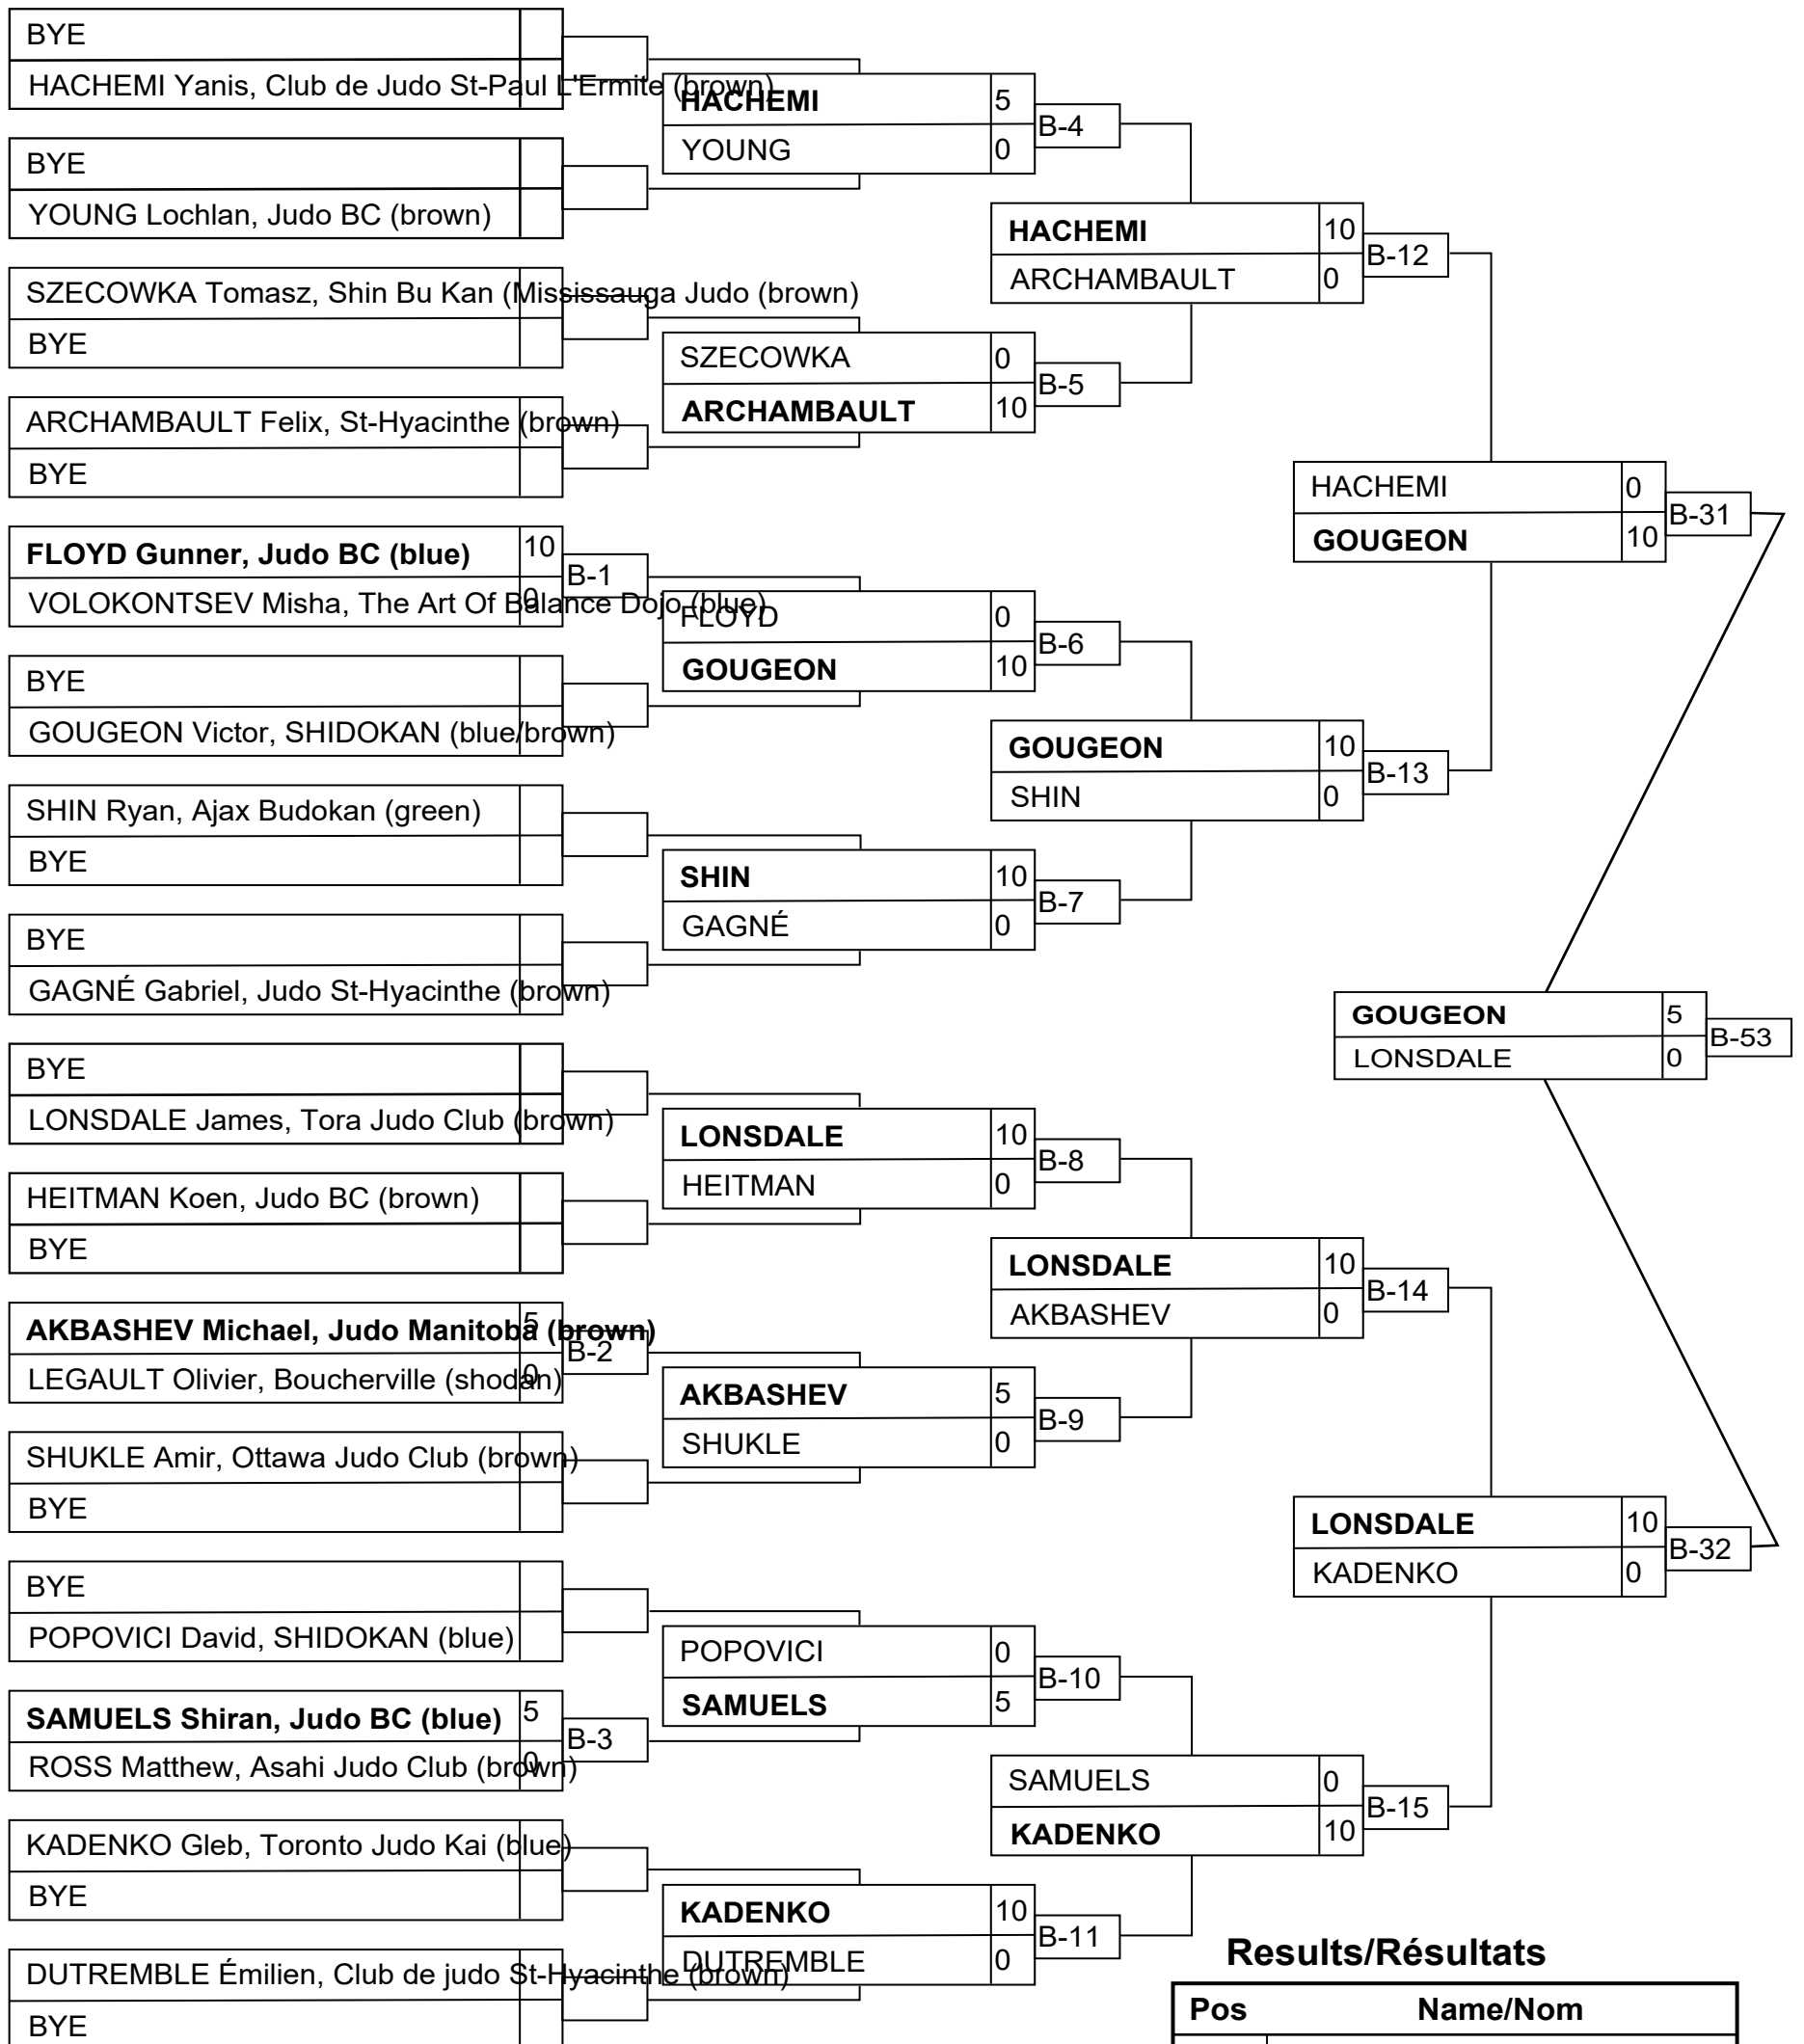 BYE
HACHEMI Yanis, Club de Judo St-Paul L'Ermite (brown)
BYE
YOUNG Lochlan, Judo BC (brown)
SZECOWKA Tomasz, Shin Bu Kan (Mississauga Judo (brown)
BYE
ARCHAMBAULT Felix, St-Hyacinthe (brown)
BYE
FLOYD Gunner, Judo BC (blue) 10
VOLOKONTSEV Misha, The Art Of Balance Dojo (blue) 0
B-1
BYE
GOUGEON Victor, SHIDOKAN (blue/brown)
SHIN Ryan, Ajax Budokan (green)
BYE
BYE
GAGNÉ Gabriel, Judo St-Hyacinthe (brown)
BYE
LONSDALE James, Tora Judo Club (brown)
HEITMAN Koen, Judo BC (brown)
BYE
AKBASHEV Michael, Judo Manitoba (brown) 5
LEGAULT Olivier, Boucherville (shodan) 0
B-2
SHUKLE Amir, Ottawa Judo Club (brown)
BYE
BYE
POPOVICI David, SHIDOKAN (blue)
SAMUELS Shiran, Judo BC (blue) 5
ROSS Matthew, Asahi Judo Club (brown) 0
B-3
KADENKO Gleb, Toronto Judo Kai (blue)
BYE
DUTREMBLE Émilien, Club de judo St-Hyacinthe (brown)
BYE
HACHEMI 5
YOUNG 0
B-4
SZECOWKA 0
ARCHAMBAULT 10
B-5
FLOYD 0
GOUGEON 10
B-6
SHIN 10
GAGNÉ 0
B-7
LONSDALE 10
HEITMAN 0
B-8
AKBASHEV 5
SHUKLE 0
B-9
POPOVICI 0
SAMUELS 5
B-10
KADENKO 10
DUTREMBLE 0
B-11
HACHEMI 10
ARCHAMBAULT 0
B-12
GOUGEON 10
SHIN 0
B-13
LONSDALE 10
AKBASHEV 0
B-14
SAMUELS 0
KADENKO 10
B-15
HACHEMI 0
GOUGEON 10
B-31
LONSDALE 10
KADENKO 0
B-32
GOUGEON 5
LONSDALE 0
B-53
Results/Résultats
Pos Name/Nom